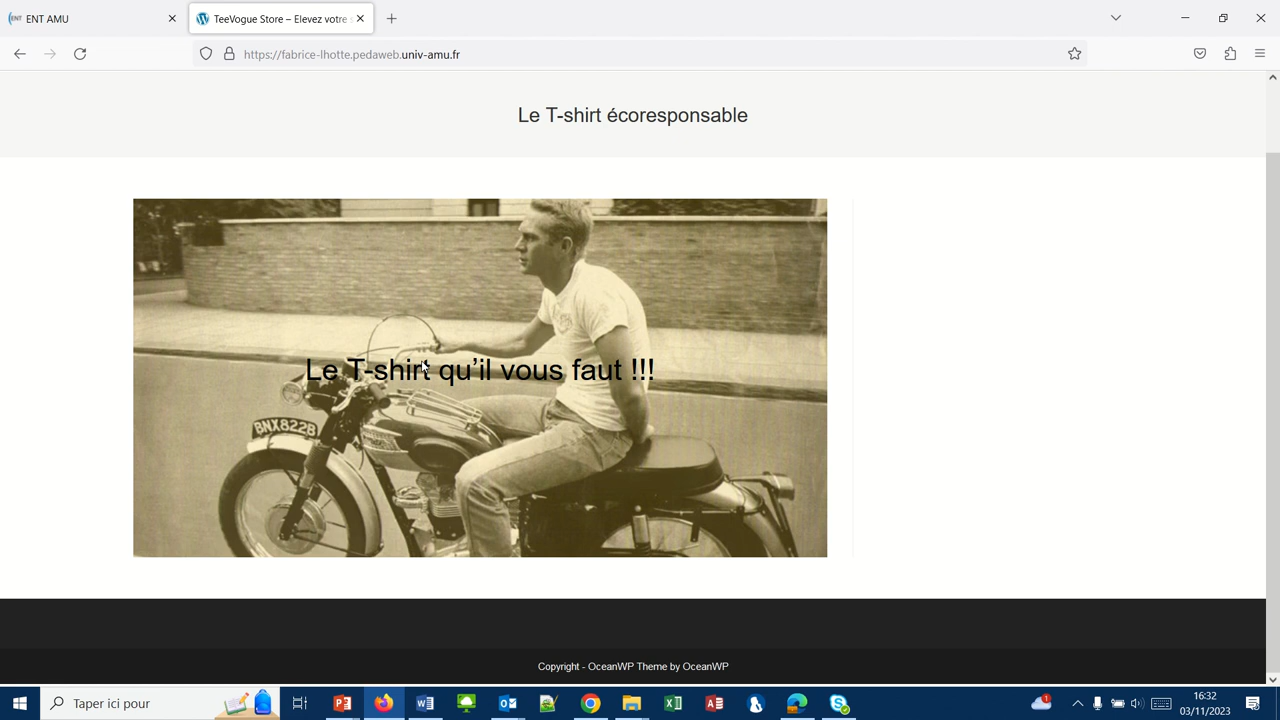 ENT AMU
TeeVogue Store – Elevez votre
https://fabrice-lhotte.pedaweb.univ-amu.fr
Le T-shirt écoresponsable
Le T-shirt qu'il vous faut !!!
BNX822B
Copyright - OceanWP Theme by OceanWP
Taper ici pour
16:32
03/11/2023